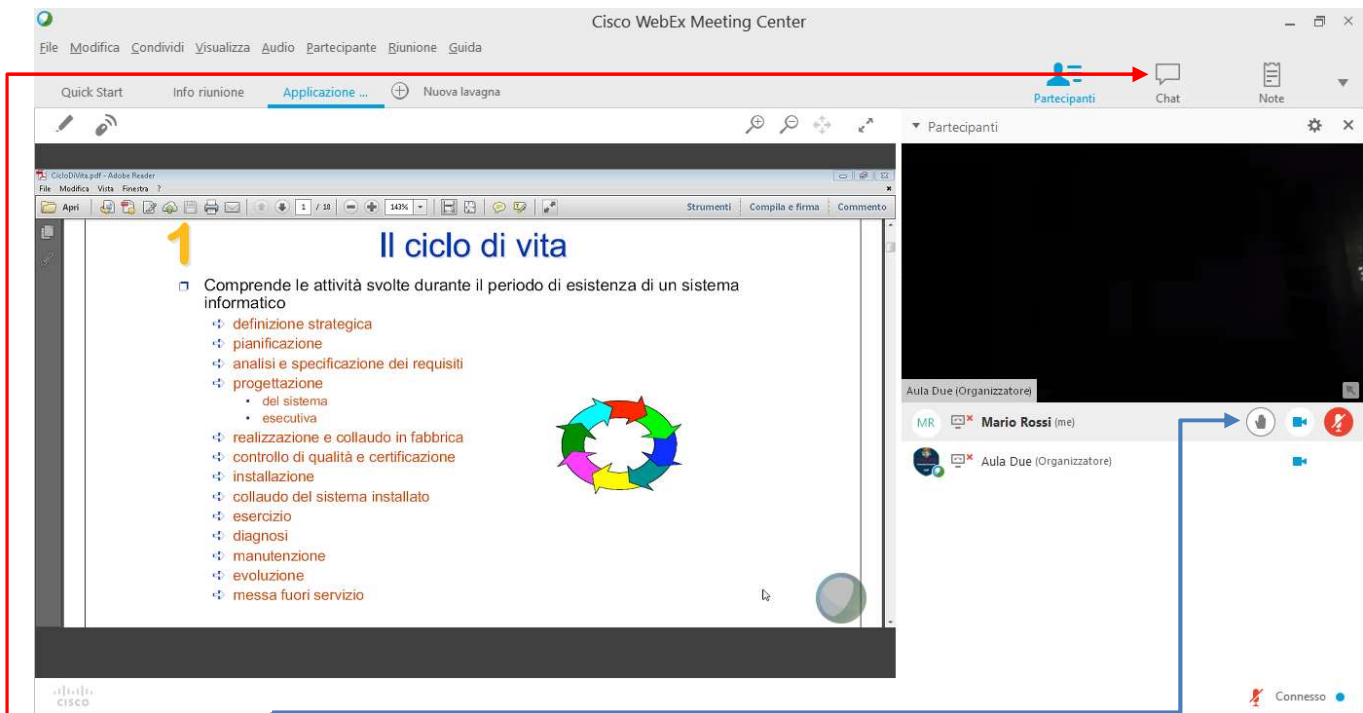 Cisco WebEx Meeting Center
File Modifica Condividi Visualizza Audio Partecipante Riunione Guida
Quick Start Info riunione Applicazione ... Nuova lavagna
Partecipanti Chat Note
Partecipanti
CicloDiVita.pdf - Adobe Reader
File Modifica Vista Finestra ?
Apri 1 / 18 143% Strumenti Compila e firma Commento
1 Il ciclo di vita
Comprende le attività svolte durante il periodo di esistenza di un sistema
informatico
definizione strategica
pianificazione
analisi e specificazione dei requisiti
progettazione
del sistema
esecutiva
realizzazione e collaudo in fabbrica
controllo di qualità e certificazione
installazione
collaudo del sistema installato
esercizio
diagnosi
manutenzione
evoluzione
messa fuori servizio
Aula Due (Organizzatore)
MR Mario Rossi (me)
Aula Due (Organizzatore)
CISCO
Connesso